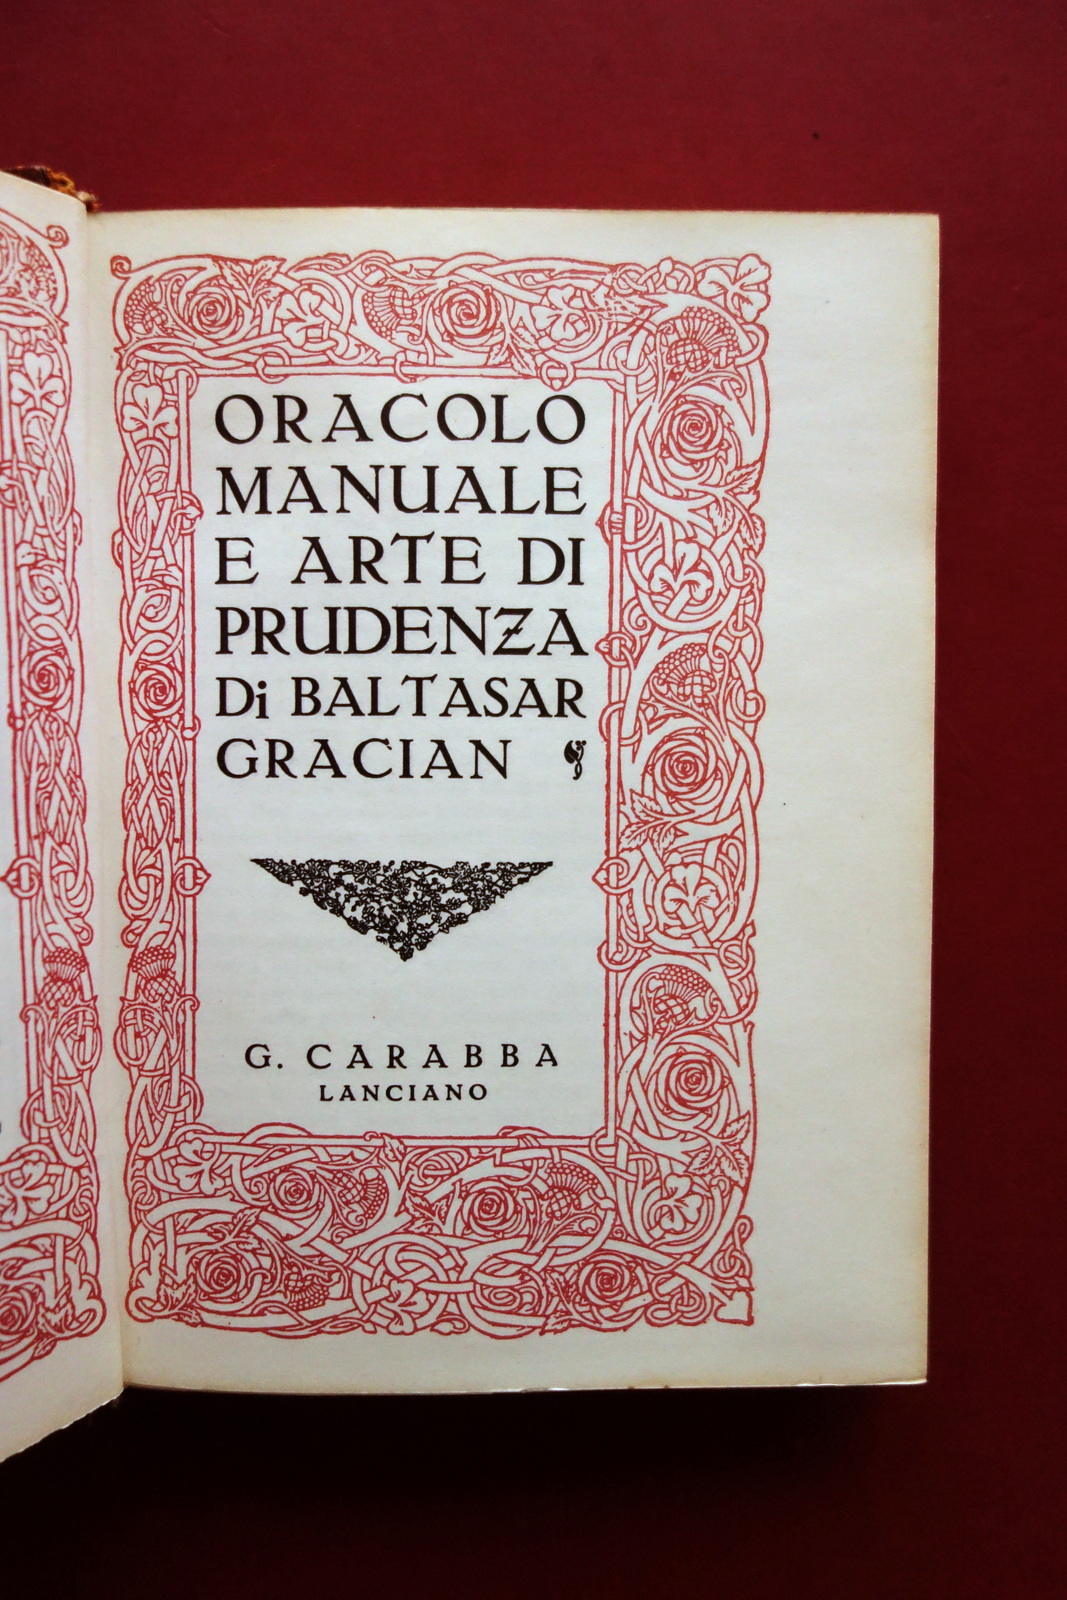 ORACOLO
MANUALE
E ARTE DI
PRUDENZA
Di BALTASAR
GRACIAN
G. CARABBA
LANCIANO